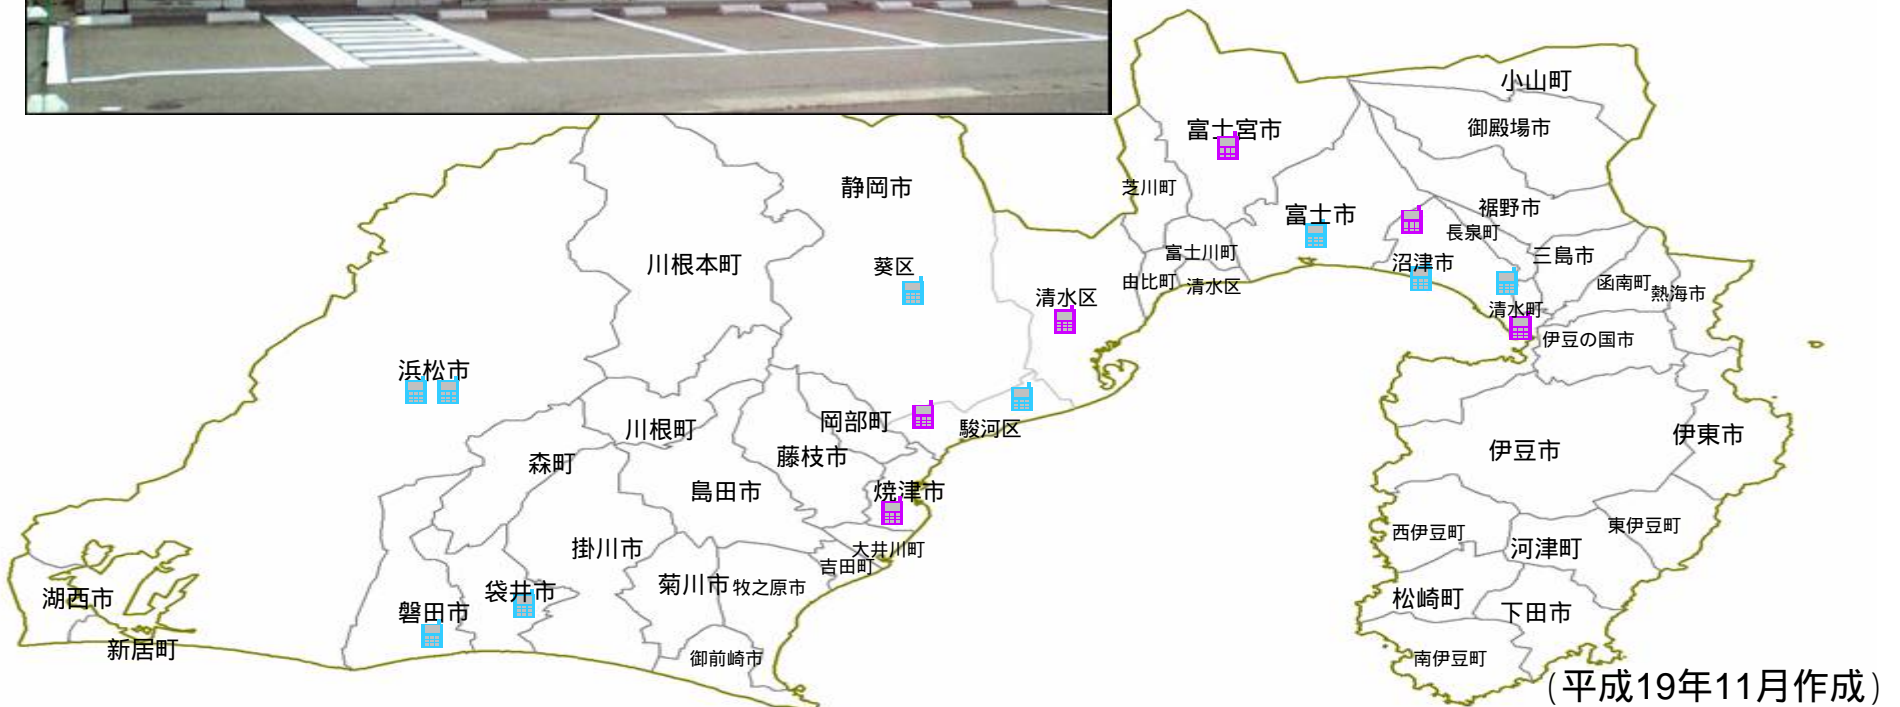 小山町
富士宮市
御殿場市
静岡市
芝川町
富士市
裾野市
長泉町
富士川町
三島市
川根本町
葵区
沼津市
由比町
清水区
函南町
熱海市
清水区
清水町
伊豆の国市
浜松市
岡部町
駿河区
川根町
伊東市
藤枝市
伊豆市
森町
島田市
焼津市
西伊豆町
東伊豆町
掛川市
大井川町
河津町
吉田町
菊川市
牧之原市
袋井市
湖西市
松崎町
磐田市
下田市
新居町
御前崎市
南伊豆町
(平成19年11月作成)